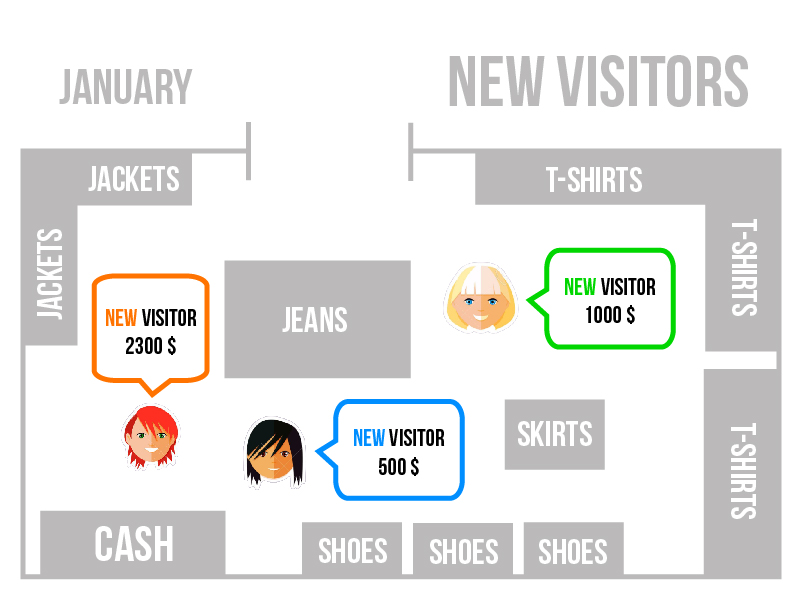 JANUARY
NEW VISITORS
JACKETS
T-SHIRTS
JACKETS
T-SHIRTS
NEW VISITOR
2300 $
JEANS
NEW VISITOR
1000 $
NEW VISITOR
500 $
SKIRTS
T-SHIRTS
CASH
SHOES
SHOES
SHOES